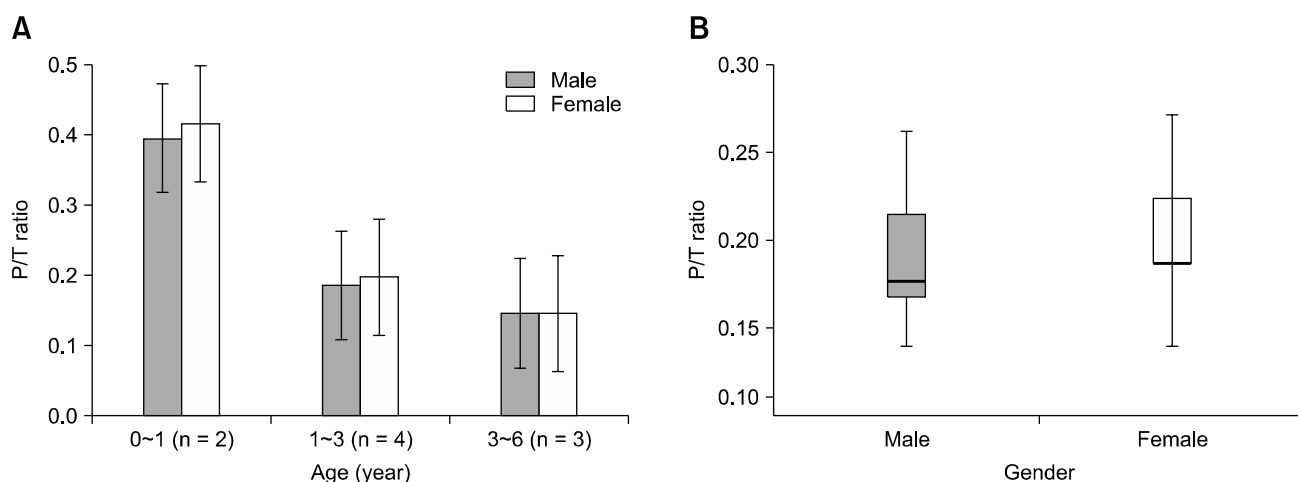 A
0.5
0.4
0.3
0.2
0.1
0.0
P/T ratio
Male
Female
0~1 (n = 2)
1~3 (n = 4)
3~6 (n = 3)
Age (year)
B
0.30
0.25
0.20
0.15
0.10
P/T ratio
Male
Female
Gender